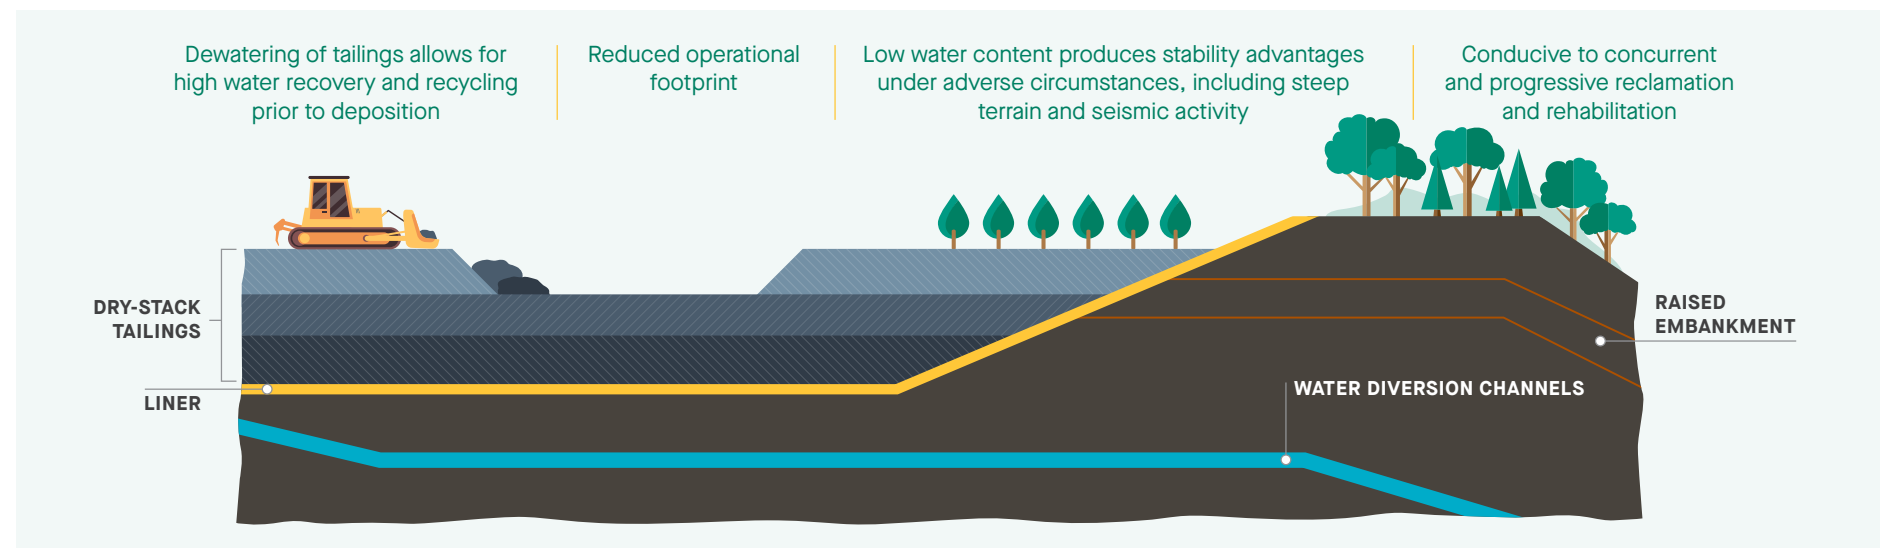 Dewatering of tailings allows for
high water recovery and recycling
prior to deposition
Reduced operational
footprint
Low water content produces stability advantages
under adverse circumstances, including steep
terrain and seismic activity
Conducive to concurrent
and progressive reclamation
and rehabilitation
DRY-STACK
TAILINGS
LINER
RAISED
EMBANKMENT
WATER DIVERSION CHANNELS